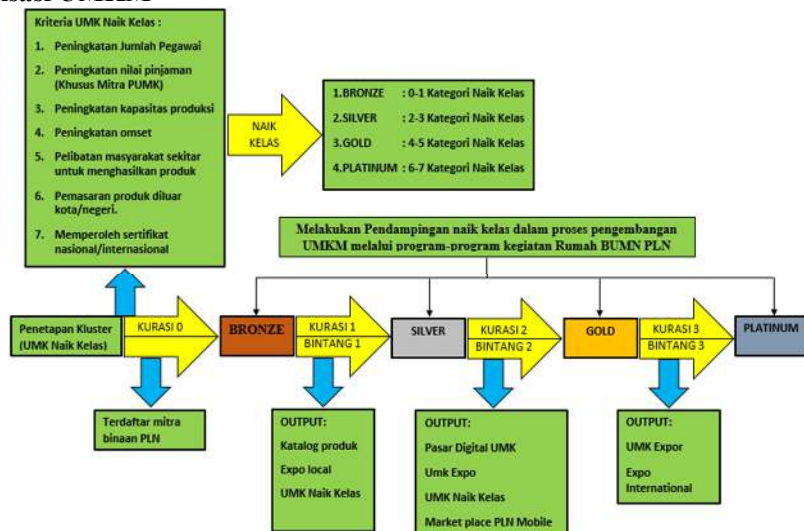 Kriteria UMK Naik Kelas :
1. Peningkatan Jumlah Pegawai
2. Peningkatan nilai pinjaman
(Khusus Mitra PUMK)
3. Peningkatan kapasitas produksi
4. Peningkatan omset
5. Pelibatan masyarakat sekitar
untuk menghasilkan produk
6. Pemasaran produk diluar
kota/negeri.
7. Memperoleh sertifikat
nasional/internasional
NAIK
KELAS
1.BRONZE : 0-1 Kategori Naik Kelas
2.SILVER : 2-3 Kategori Naik Kelas
3.GOLD : 4-5 Kategori Naik Kelas
4.PLATINUM : 6-7 Kategori Naik Kelas
Melakukan Pendampingan naik kelas dalam proses pengembangan
UMKM melalui program-program kegiatan Rumah BUMN PLN
Penetapan Kluster
(UMK Naik Kelas)
KURASI 0
BRONZE
KURASI 1
BINTANG 1
SILVER
KURASI 2
BINTANG 2
GOLD
KURASI 3
BINTANG 3
PLATINUM
Terdaftar mitra
binaan PLN
OUTPUT:
Katalog produk
Expo local
UMK Naik Kelas
OUTPUT:
Pasar Digital UMK
Umk Expo
UMK Naik Kelas
Market place PLN Mobile
OUTPUT:
UMK Expor
Expo
International